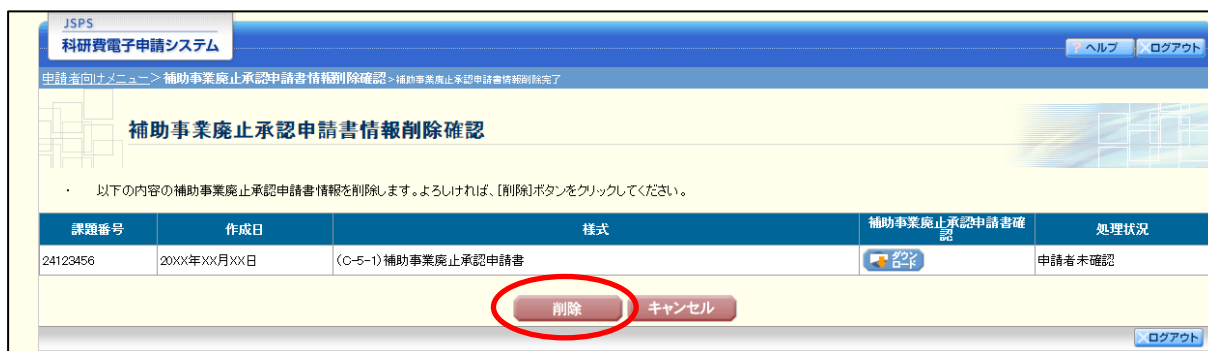 JSPS
科研費電子申請システム
? ヘルプ ログアウト
申請者向けメニュー>補助事業廃止承認申請書情報削除確認>補助事業廃止承認申請書情報削除完了
補助事業廃止承認申請書情報削除確認
・ 以下の内容の補助事業廃止承認申請書情報を削除します。よろしければ、[削除]ボタンをクリックしてください。
課題番号 作成日 様式 補助事業廃止承認申請書確認 処理状況
24123456 20XX年XX月XX日 (C-5-1)補助事業廃止承認申請書 ダウンロード 申請者未確認
削除 キャンセル
ログアウト